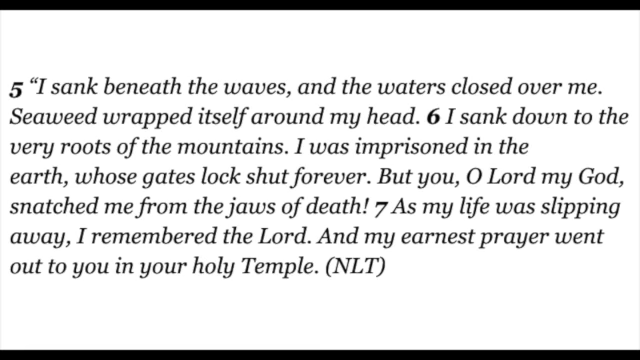 5 “I sank beneath the waves, and the waters closed over me.
Seaweed wrapped itself around my head. 6 I sank down to the
very roots of the mountains. I was imprisoned in the
earth, whose gates lock shut forever. But you, O Lord my God,
snatched me from the jaws of death! 7 As my life was slipping
away, I remembered the Lord. And my earnest prayer went
out to you in your holy Temple. (NLT)